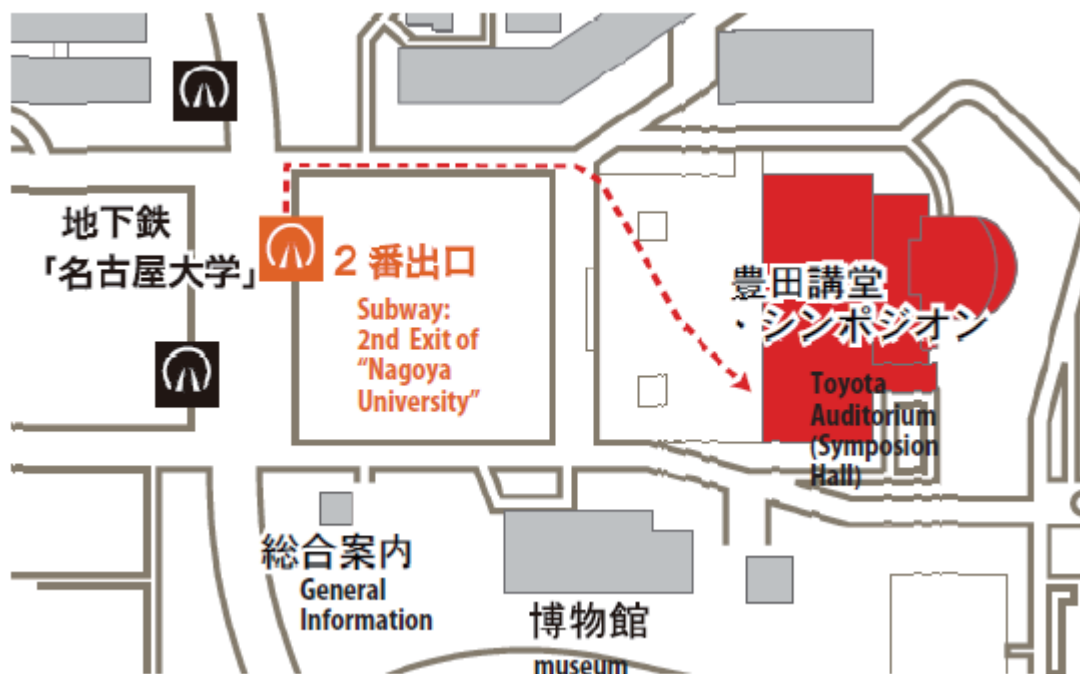 地下鉄
「名古屋大学」
２番出口
Subway:
2nd Exit of
“Nagoya
University”
豊田講堂
・シンポジオン
Toyota
Auditorium
(Symposion
Hall)
総合案内
General
Information
博物館
museum